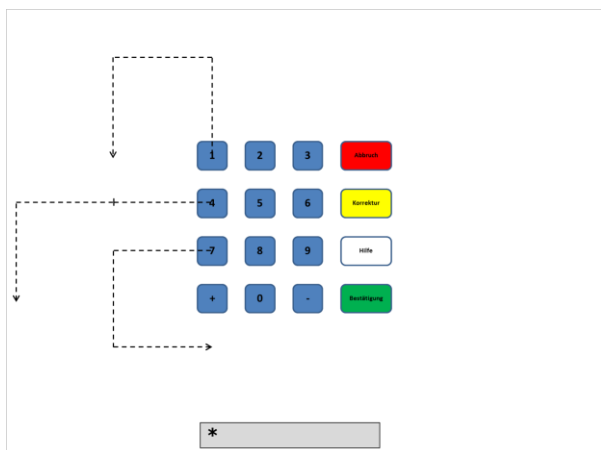 1 2 3 Abbruch
4 5 6 Korrektur
7 8 9 Hilfe
+ 0 - Bestätigung
*